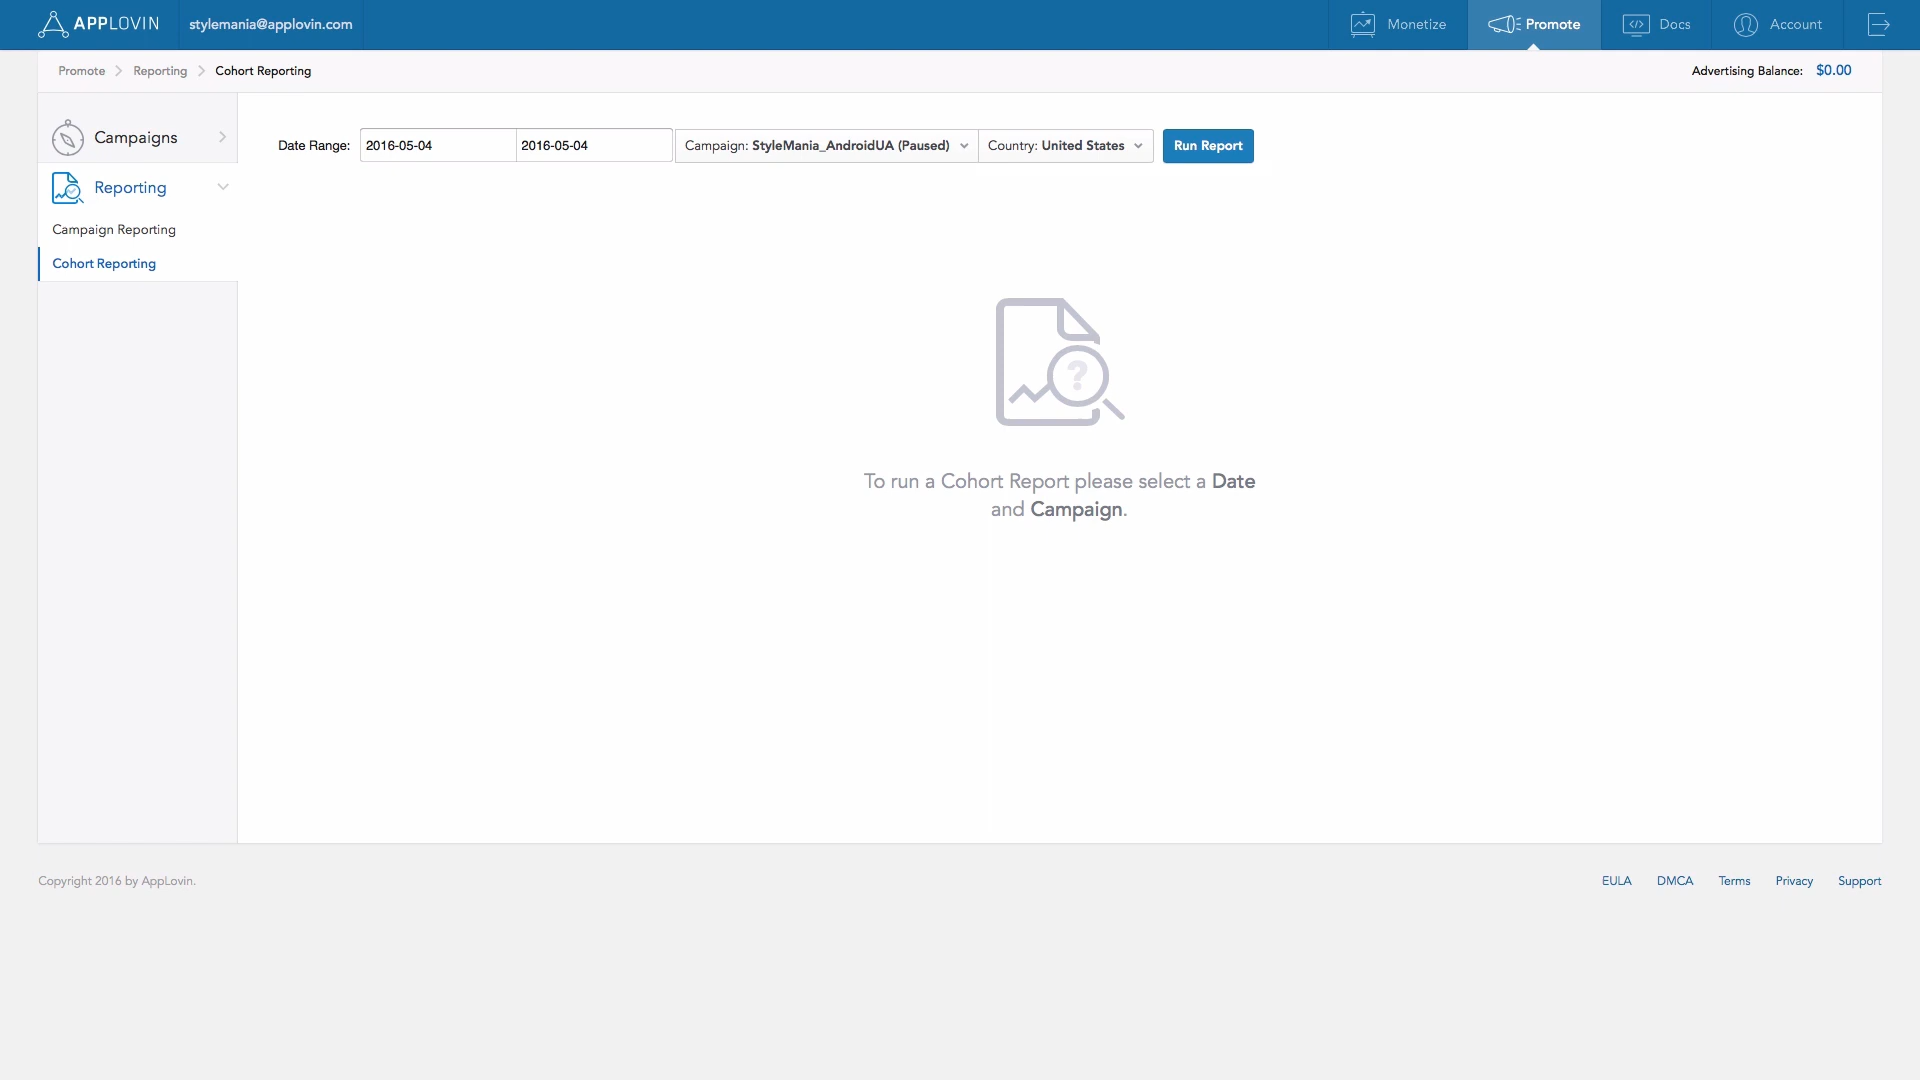 APPLOVIN stylemania@applovin.com Monetize Promote Docs Account
Promote Reporting Cohort Reporting Advertising Balance: $0.00
Campaigns
Reporting
Campaign Reporting
Cohort Reporting
Date Range: 2016-05-04 2016-05-04 Campaign: StyleMania_AndroidUA (Paused) Country: United States Run Report
?
To run a Cohort Report please select a Date
and Campaign.
Copyright 2016 by AppLovin. EULA DMCA Terms Privacy Support